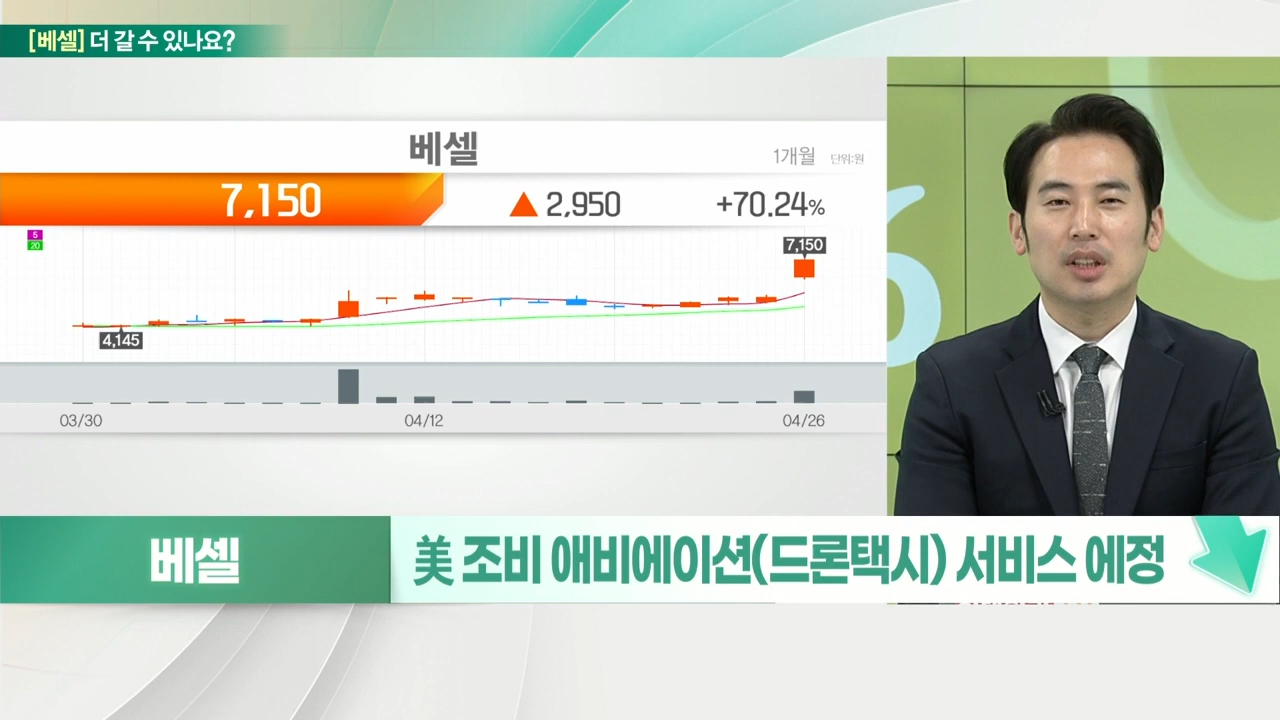 [베셀] 더 갈 수 있나요?
베셀
1개월 단위:원
7,150 ▲ 2,950 +70.24%
5
20
7,150
4,145
03/30 04/12 04/26
베셀
美 조비 애비에이션(드론택시) 서비스 에정